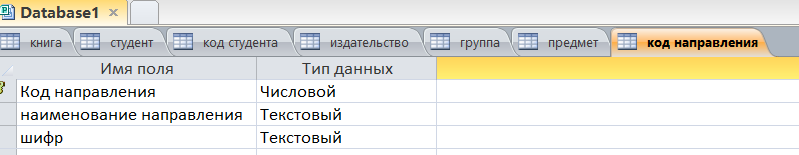 Database1
книга студент код студента издательство группа предмет код направления
Имя поля Тип данных
Код направления Числовой
наименование направления Текстовый
шифр Текстовый